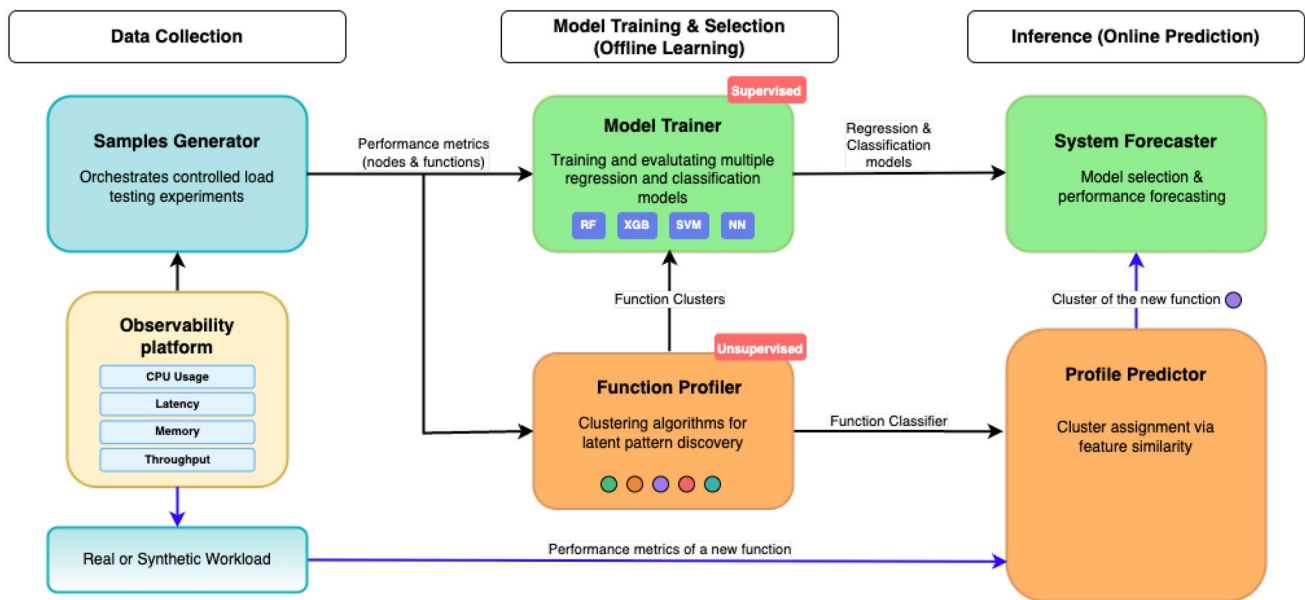 Data Collection
Model Training & Selection
(Offline Learning)
Inference (Online Prediction)
Samples Generator
Orchestrates controlled load
testing experiments
Performance metrics
(nodes & functions)
Supervised
Model Trainer
Training and evalutating multiple
regression and classification
models
RF
XGB
SVM
NN
Regression &
Classification
models
System Forecaster
Model selection &
performance forecasting
Observability
platform
CPU Usage
Latency
Memory
Throughput
Function Clusters
Cluster of the new function
Unsupervised
Function Profiler
Clustering algorithms for
latent pattern discovery
Function Classifier
Profile Predictor
Cluster assignment via
feature similarity
Real or Synthetic Workload
Performance metrics of a new function